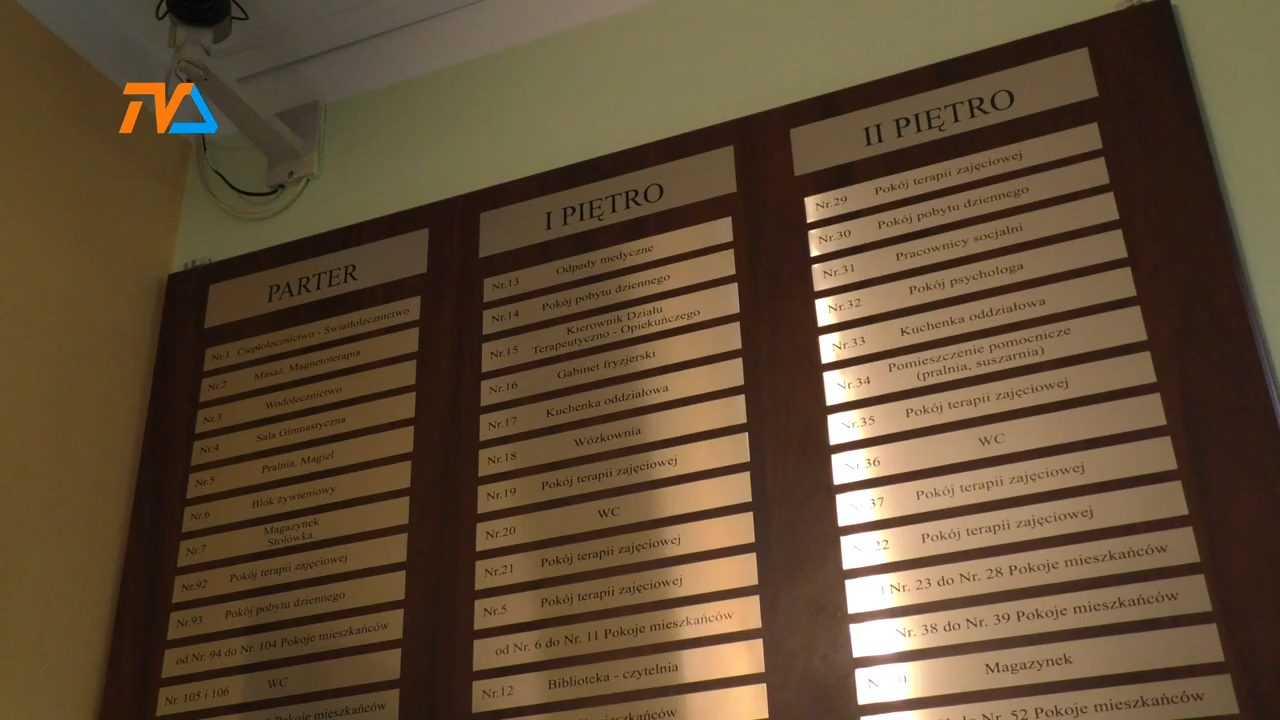 TVA
PARTER
Nr.1 Ciepłolecznictwo - Światłolecznictwo
Nr.2 Masaż, Magnetoterapia
Nr.3 Wodolecznictwo
Nr.4 Sala Gimnastyczna
Nr.5 Pralnia, Magiel
Nr.6 Blok żywieniowy
Nr.7 Magazynek
Stołówka
Nr.92 Pokój terapii zajęciowej
Nr.93 Pokój pobytu dziennego
od Nr. 94 do Nr. 104 Pokoje mieszkańców
Nr. 105 i 106 WC
Pokoje mieszkańców
I PIĘTRO
Nr.13 Odpady medyczne
Nr.14 Pokój pobytu dziennego
Nr.15 Kierownik Działu
Terapeutyczno - Opiekuńczego
Nr.16 Gabinet fryzjerski
Nr.17 Kuchenka oddziałowa
Nr.18 Wózkownia
Nr.19 Pokój terapii zajęciowej
Nr.20 WC
Nr.21 Pokój terapii zajęciowej
Nr.5 Pokój terapii zajęciowej
od Nr. 6 do Nr. 11 Pokoje mieszkańców
Nr.12 Biblioteka - czytelnia
II PIĘTRO
Nr.29 Pokój terapii zajęciowej
Nr.30 Pokój pobytu dziennego
Nr.31 Pracownicy socjalni
Nr.32 Pokój psychologa
Nr.33 Kuchenka oddziałowa
Nr.34 Pomieszczenie pomocnicze
(pralnia, suszarnia)
Nr.35 Pokój terapii zajęciowej
Nr.36 WC
37 Pokój terapii zajęciowej
22 Pokój terapii zajęciowej
Nr. 23 do Nr. 28 Pokoje mieszkańców
Nr. 38 do Nr. 39 Pokoje mieszkańców
Magazynek
Nr. 52 Pokoje mieszkańców